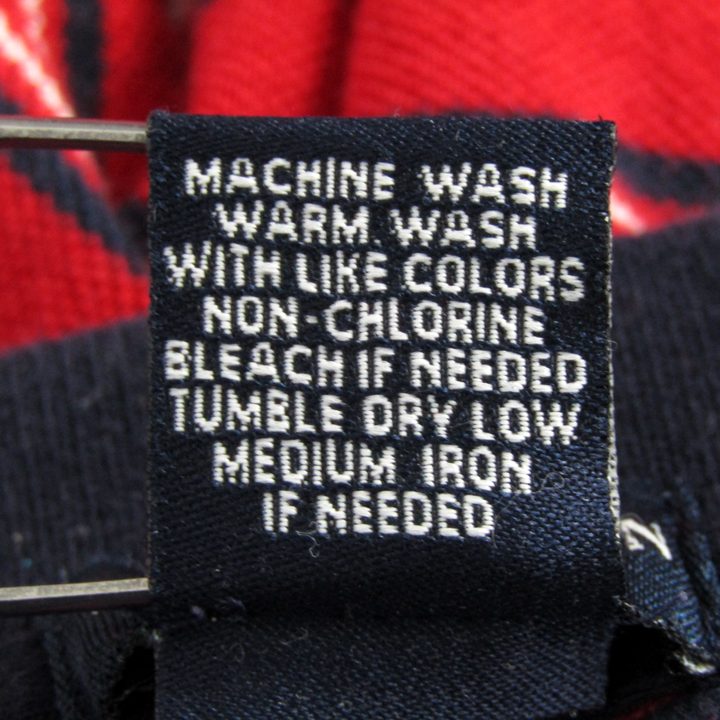 MACHINE WASH
WARM WASH
WITH LIKE COLORS
NON-CHLORINE
BLEACH IF NEEDED
TUMBLE DRY LOW
MEDIUM IRON
IF NEEDED